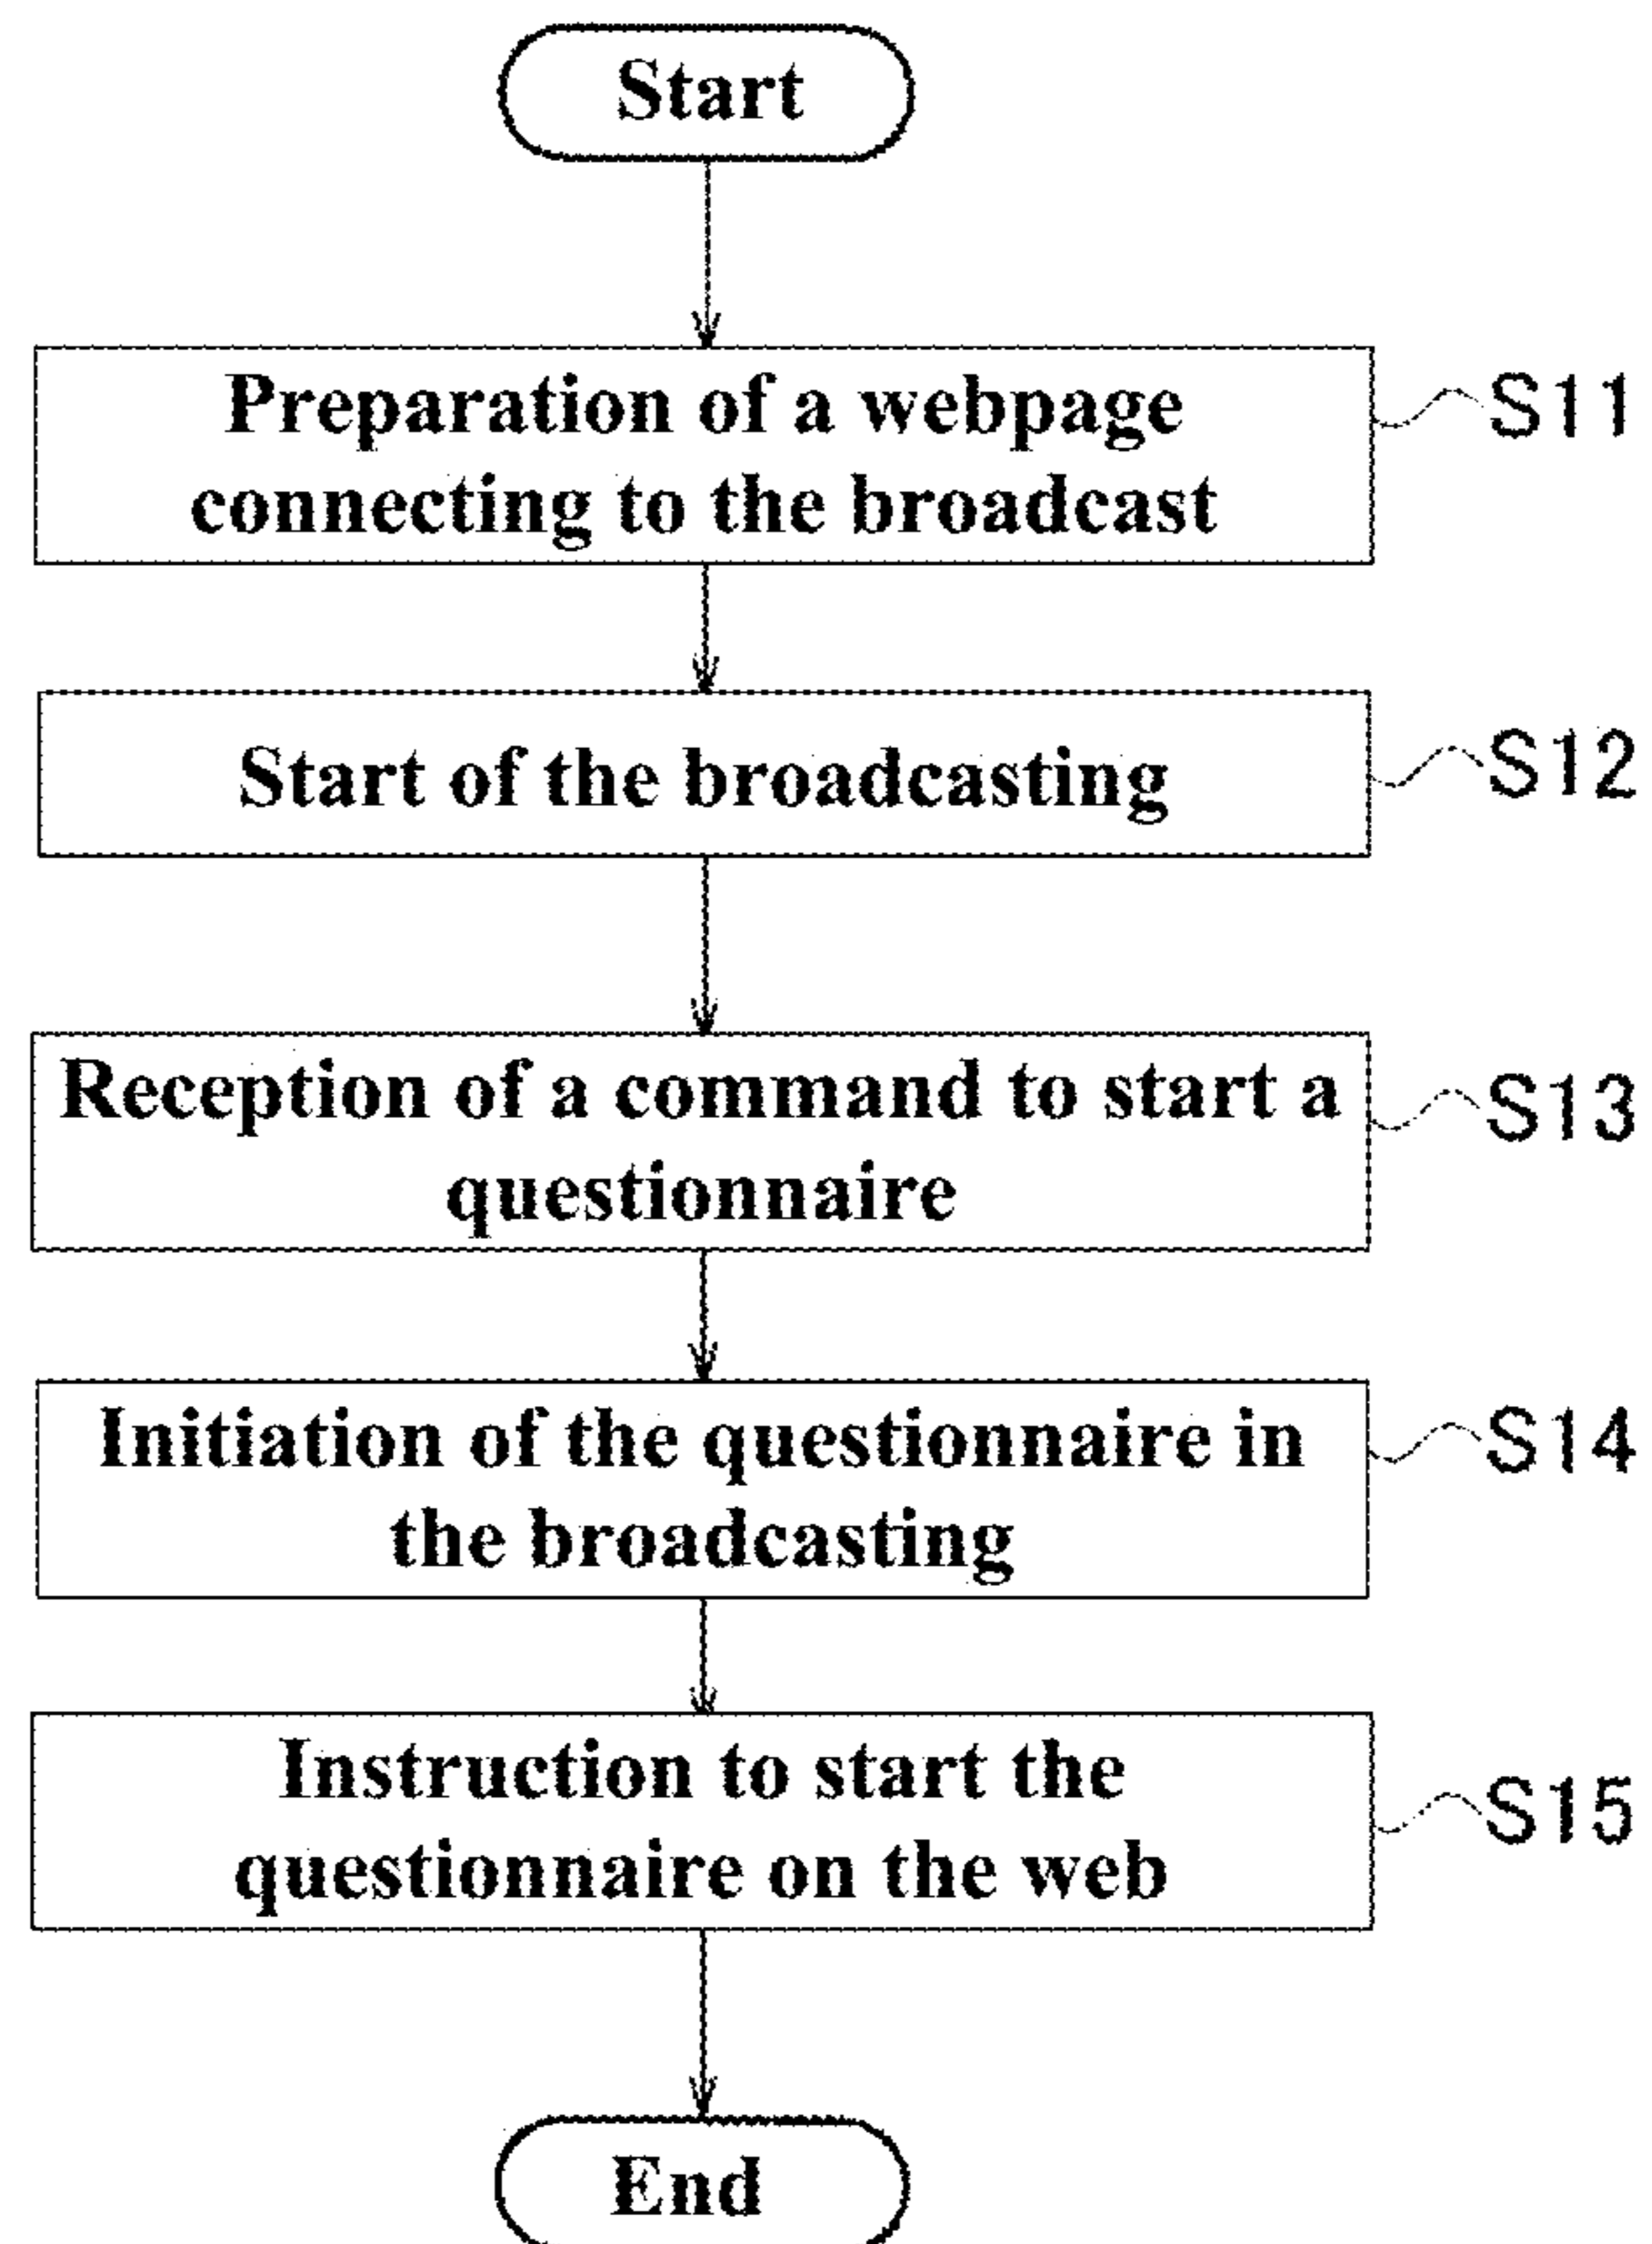 Start
Preparation of a webpage
connecting to the broadcast
S11
Start of the broadcasting
S12
Reception of a command to start a
questionnaire
S13
Initiation of the questionnaire in
the broadcasting
S14
Instruction to start the
questionnaire on the web
S15
End